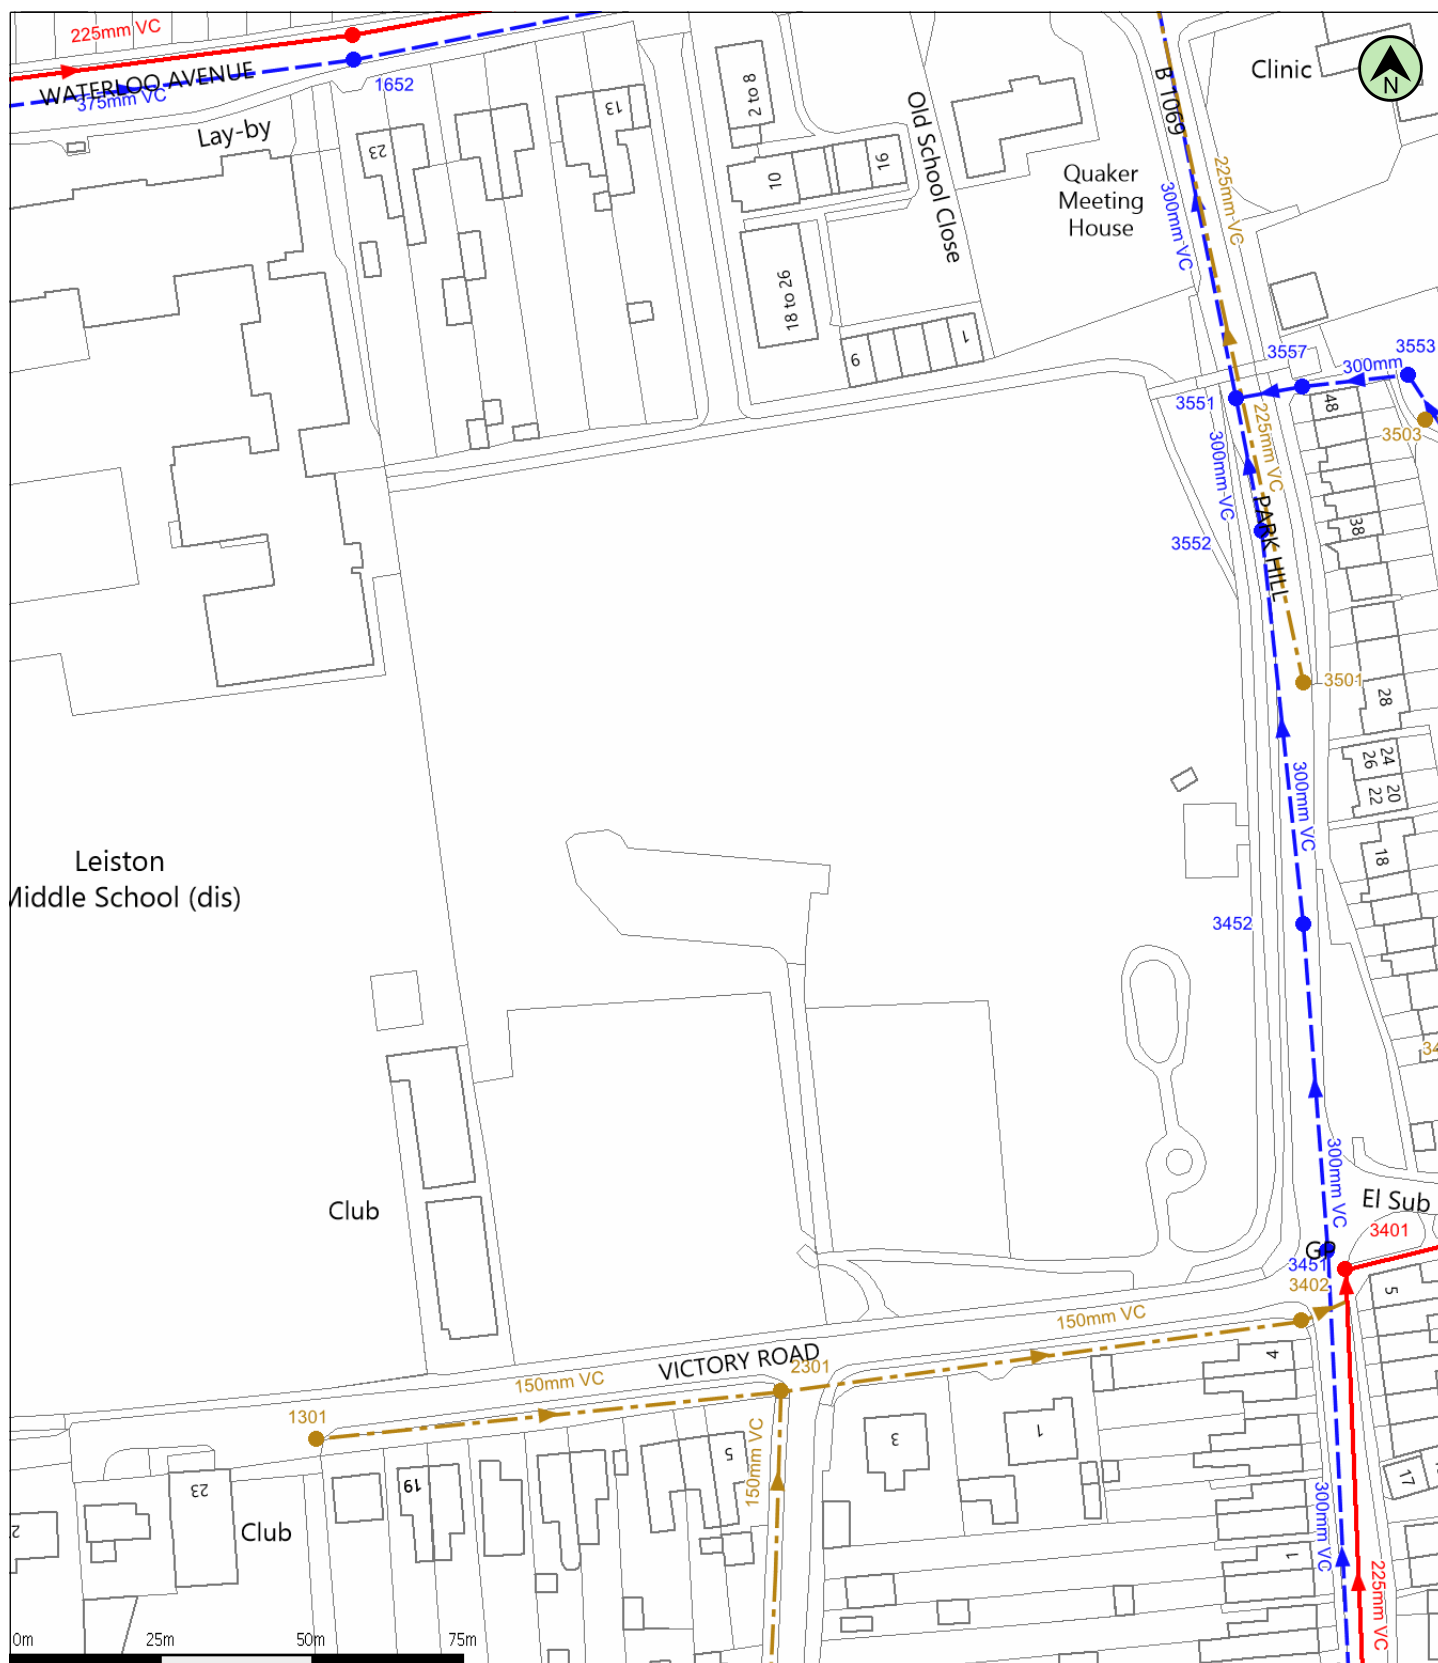 225mm VC
WATERLOO AVENUE
375mm VC
1652
Lay-by
23
13
2 to 8
10
16
18 to 26
9
1
Old School Close
Quaker
Meeting
House
Clinic
N
B 1069
300mm VC
225mm VC
3557
300mm
3553
3551
3503
48
300mm VC
225mm VC
38
3552
PARK HILL
3501
28
24
26
20
22
300mm VC
18
Leiston
Middle School (dis)
3452
34
300mm VC
Club
El Sub
3401
GP
3451
3402
5
150mm VC
VICTORY ROAD
2301
150mm VC
1301
4
3
1
5
150mm VC
19
23
Club
2
17
1
300mm VC
225mm VC
0m
25m
50m
75m